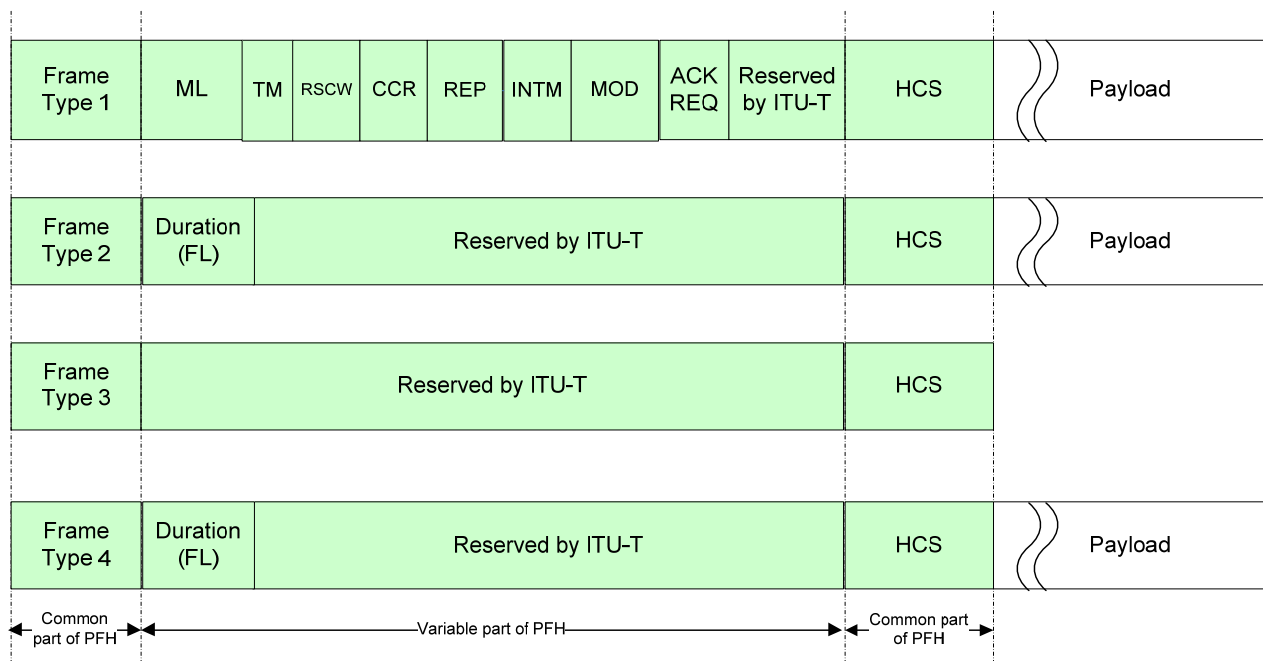 Frame
Type 1
ML
TM
RSCW
CCR
REP
INTM
MOD
ACK
REQ
Reserved
by ITU-T
HCS
Payload
Frame
Type 2
Duration
(FL)
Reserved by ITU-T
HCS
Payload
Frame
Type 3
Reserved by ITU-T
HCS
Frame
Type 4
Duration
(FL)
Reserved by ITU-T
HCS
Payload
Common
part of PFH
Variable part of PFH
Common part
of PFH